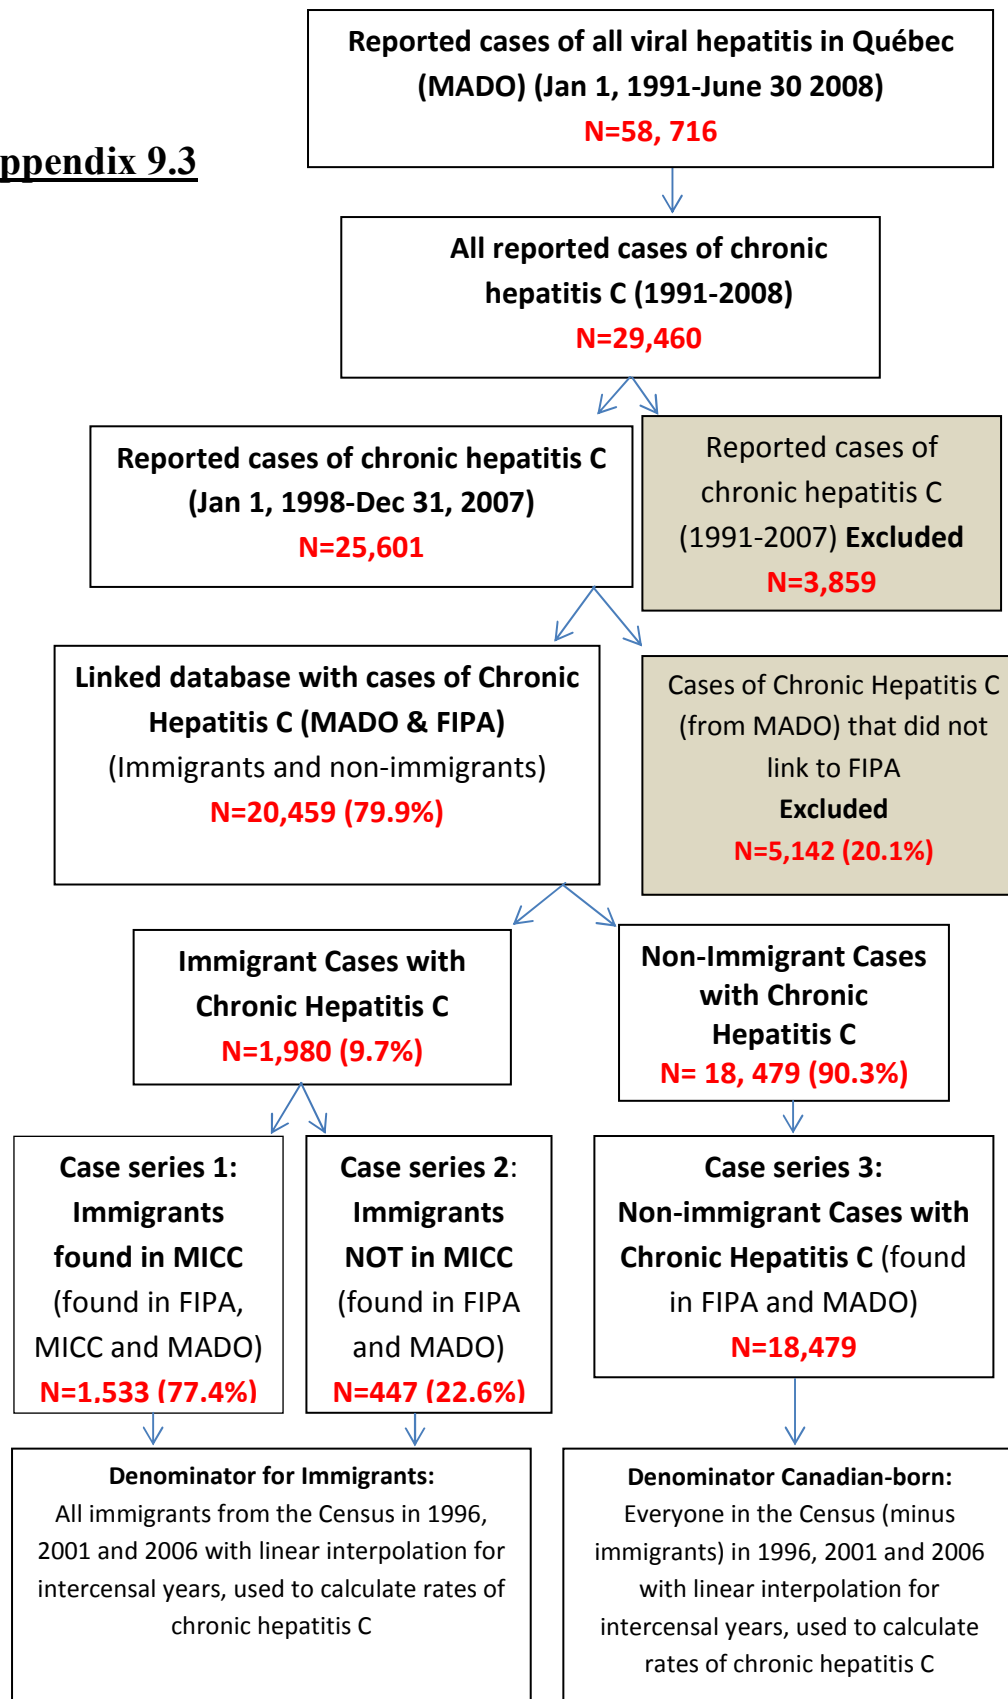 Reported cases of all viral hepatitis in Québec
(MADO) (Jan 1, 1991-June 30 2008)
N=58, 716
ppendix 9.3
All reported cases of chronic
hepatitis C (1991-2008)
N=29,460
Reported cases of chronic hepatitis C
(Jan 1, 1998-Dec 31, 2007)
N=25,601
Reported cases of
chronic hepatitis C
(1991-2007) Excluded
N=3,859
Linked database with cases of Chronic
Hepatitis C (MADO & FIPA)
(Immigrants and non-immigrants)
N=20,459 (79.9%)
Cases of Chronic Hepatitis C
(from MADO) that did not
link to FIPA
Excluded
N=5,142 (20.1%)
Immigrant Cases with
Chronic Hepatitis C
N=1,980 (9.7%)
Non-Immigrant Cases
with Chronic
Hepatitis C
N= 18, 479 (90.3%)
Case series 1:
Immigrants
found in MICC
(found in FIPA,
MICC and MADO)
N=1,533 (77.4%)
Case series 2:
Immigrants
NOT in MICC
(found in FIPA
and MADO)
N=447 (22.6%)
Case series 3:
Non-immigrant Cases with
Chronic Hepatitis C (found
in FIPA and MADO)
N=18,479
Denominator for Immigrants:
All immigrants from the Census in 1996,
2001 and 2006 with linear interpolation for
intercensal years, used to calculate rates of
chronic hepatitis C
Denominator Canadian-born:
Everyone in the Census (minus
immigrants) in 1996, 2001 and 2006
with linear interpolation for
intercensal years, used to calculate
rates of chronic hepatitis C